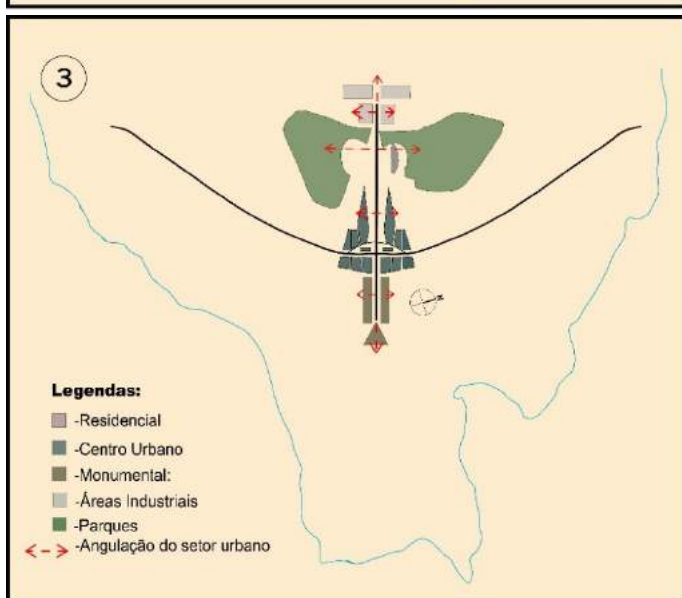 3
Legendas:
-Residencial
-Centro Urbano
-Monumental:
-Áreas Industriais
-Parques
-Angulação do setor urbano